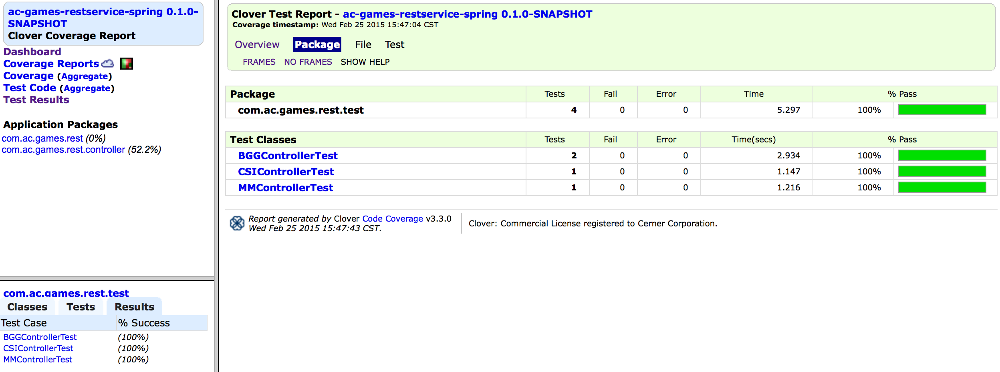 ac-games-restservice-spring 0.1.0-
SNAPSHOT
Clover Coverage Report
Dashboard
Coverage Reports
Coverage (Aggregate)
Test Code (Aggregate)
Test Results
Application Packages
com.ac.games.rest (0%)
com.ac.games.rest.controller (52.2%)
com.ac.games.rest.test
Classes Tests Results
Test Case % Success
BGGControllerTest (100%)
CSIControllerTest (100%)
MMControllerTest (100%)
Clover Test Report - ac-games-restservice-spring 0.1.0-SNAPSHOT
Coverage timestamp: Wed Feb 25 2015 15:47:04 CST
Overview Package File Test
FRAMES NO FRAMES SHOW HELP
Package Tests Fail Error Time % Pass
com.ac.games.rest.test 4 0 0 5.297 100%
Test Classes Tests Fail Error Time(secs) % Pass
BGGControllerTest 2 0 0 2.934 100%
CSIControllerTest 1 0 0 1.147 100%
MMControllerTest 1 0 0 1.216 100%
Report generated by Clover Code Coverage v3.3.0
Wed Feb 25 2015 15:47:43 CST.
Clover: Commercial License registered to Cerner Corporation.